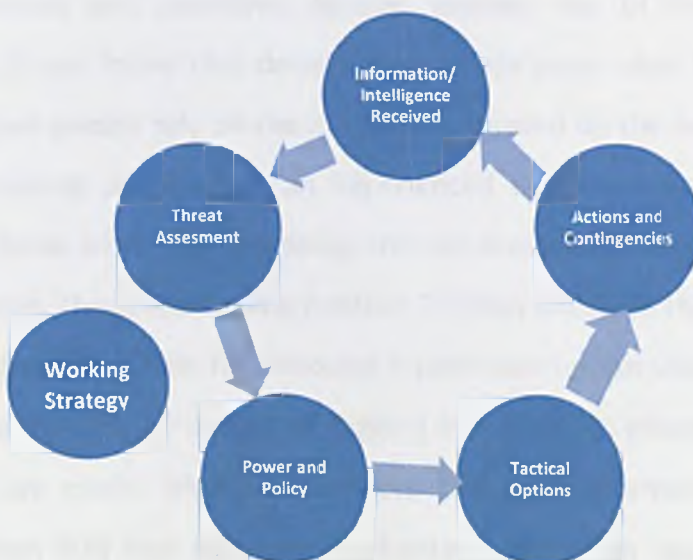 Information/
Intelligence
Received
Threat
Assesment
Actions and
Contingencies
Working
Strategy
Power and
Policy
Tactical
Options